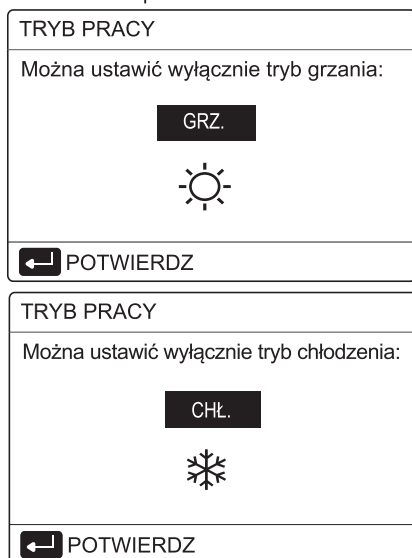 TRYB PRACY
Można ustawić wyłącznie tryb grzania:
GRZ.
POTWIERDZ
TRYB PRACY
Można ustawić wyłącznie tryb chłodzenia:
CHŁ.
POTWIERDZ